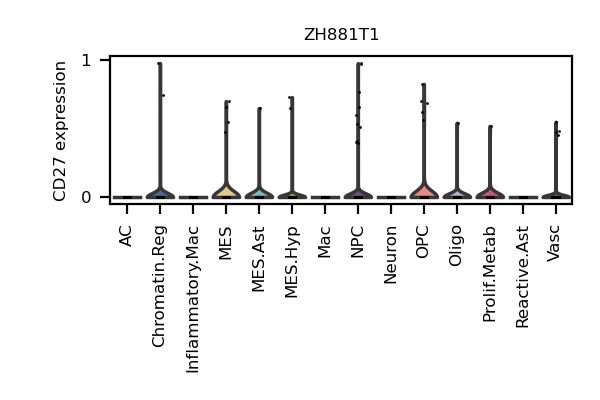 ZH881T1
CD27 expression
1
0
AC
Chromatin.Reg
Inflammatory.Mac
MES
MES.Ast
MES.Hyp
Mac
NPC
Neuron
OPC
Oligo
Prolif.Metab
Reactive.Ast
Vasc